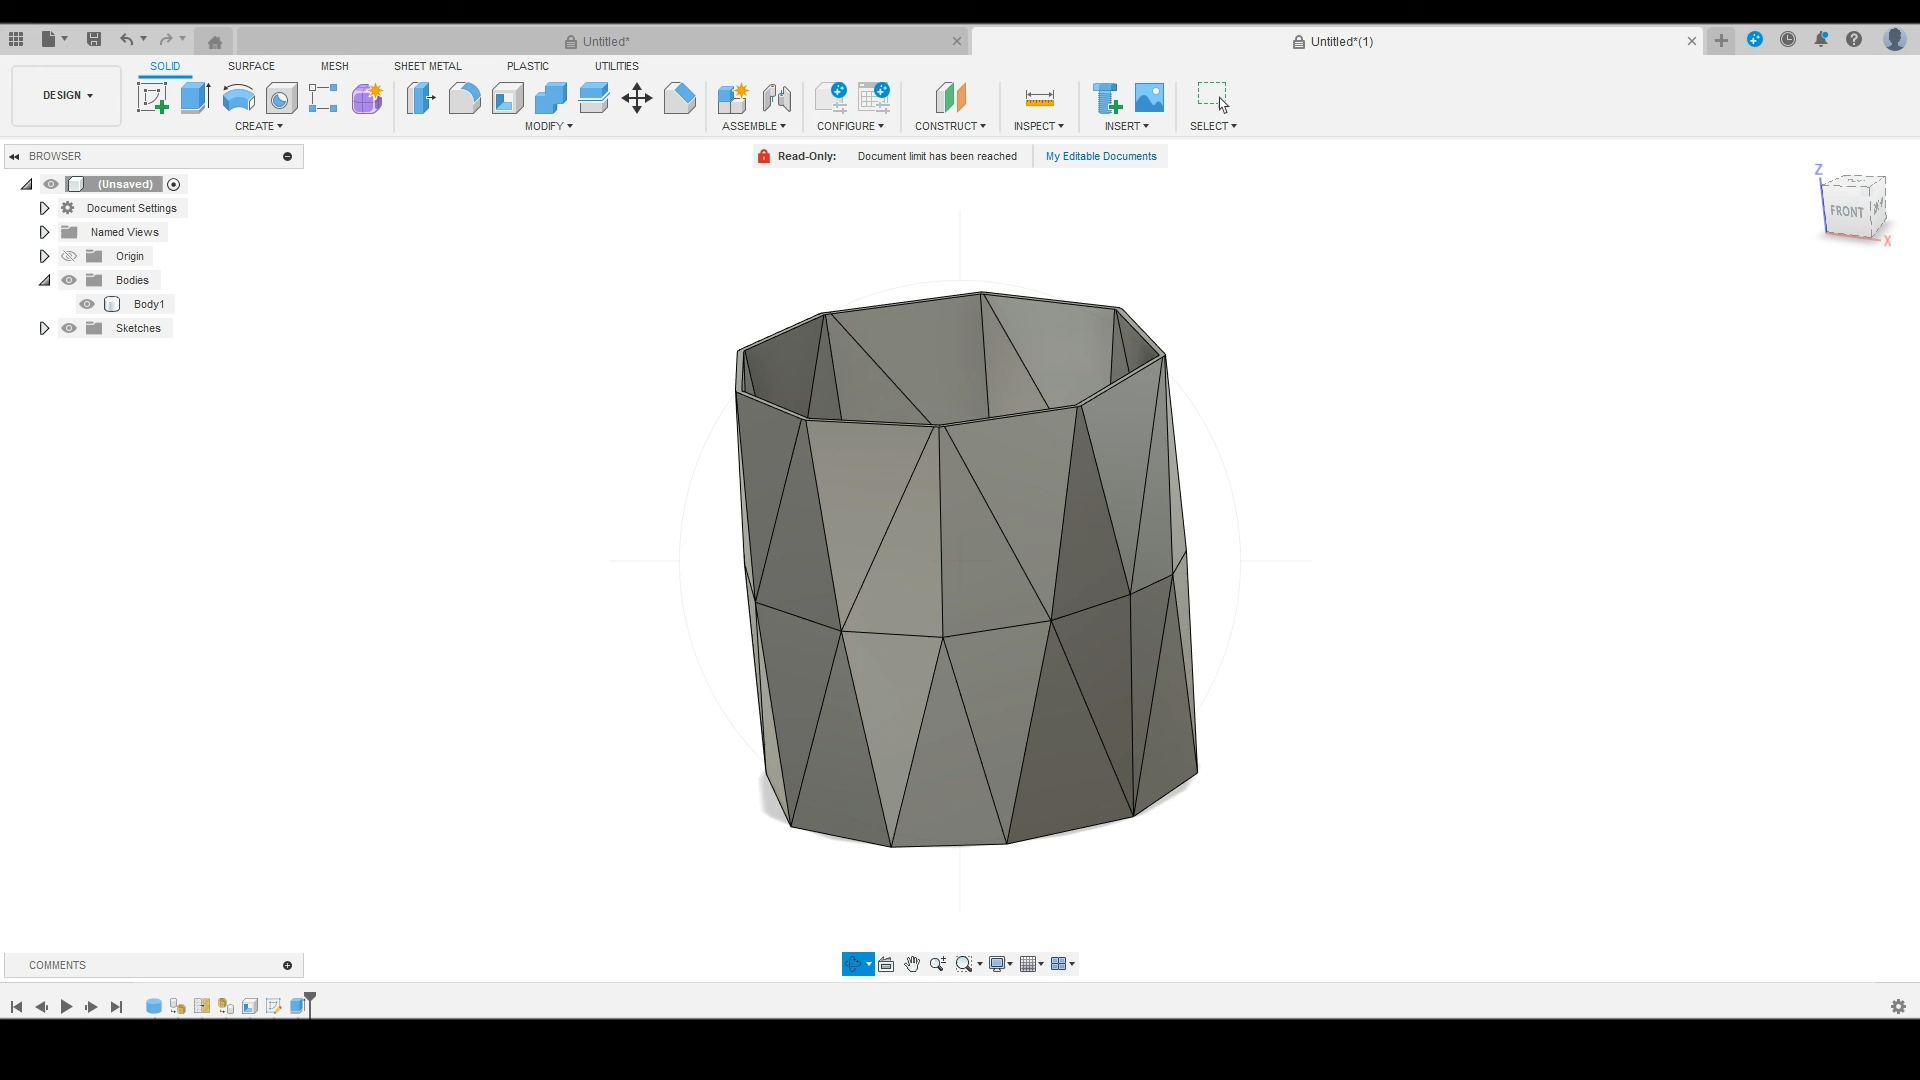 Untitled*
Untitled*(1)
SOLID SURFACE MESH SHEET METAL PLASTIC UTILITIES
DESIGN
CREATE MODIFY ASSEMBLE CONFIGURE CONSTRUCT INSPECT INSERT SELECT
BROWSER
Read-Only: Document limit has been reached My Editable Documents
(Unsaved)
Document Settings
Named Views
Origin
Bodies
Body1
Sketches
Z
FRONT
X
COMMENTS